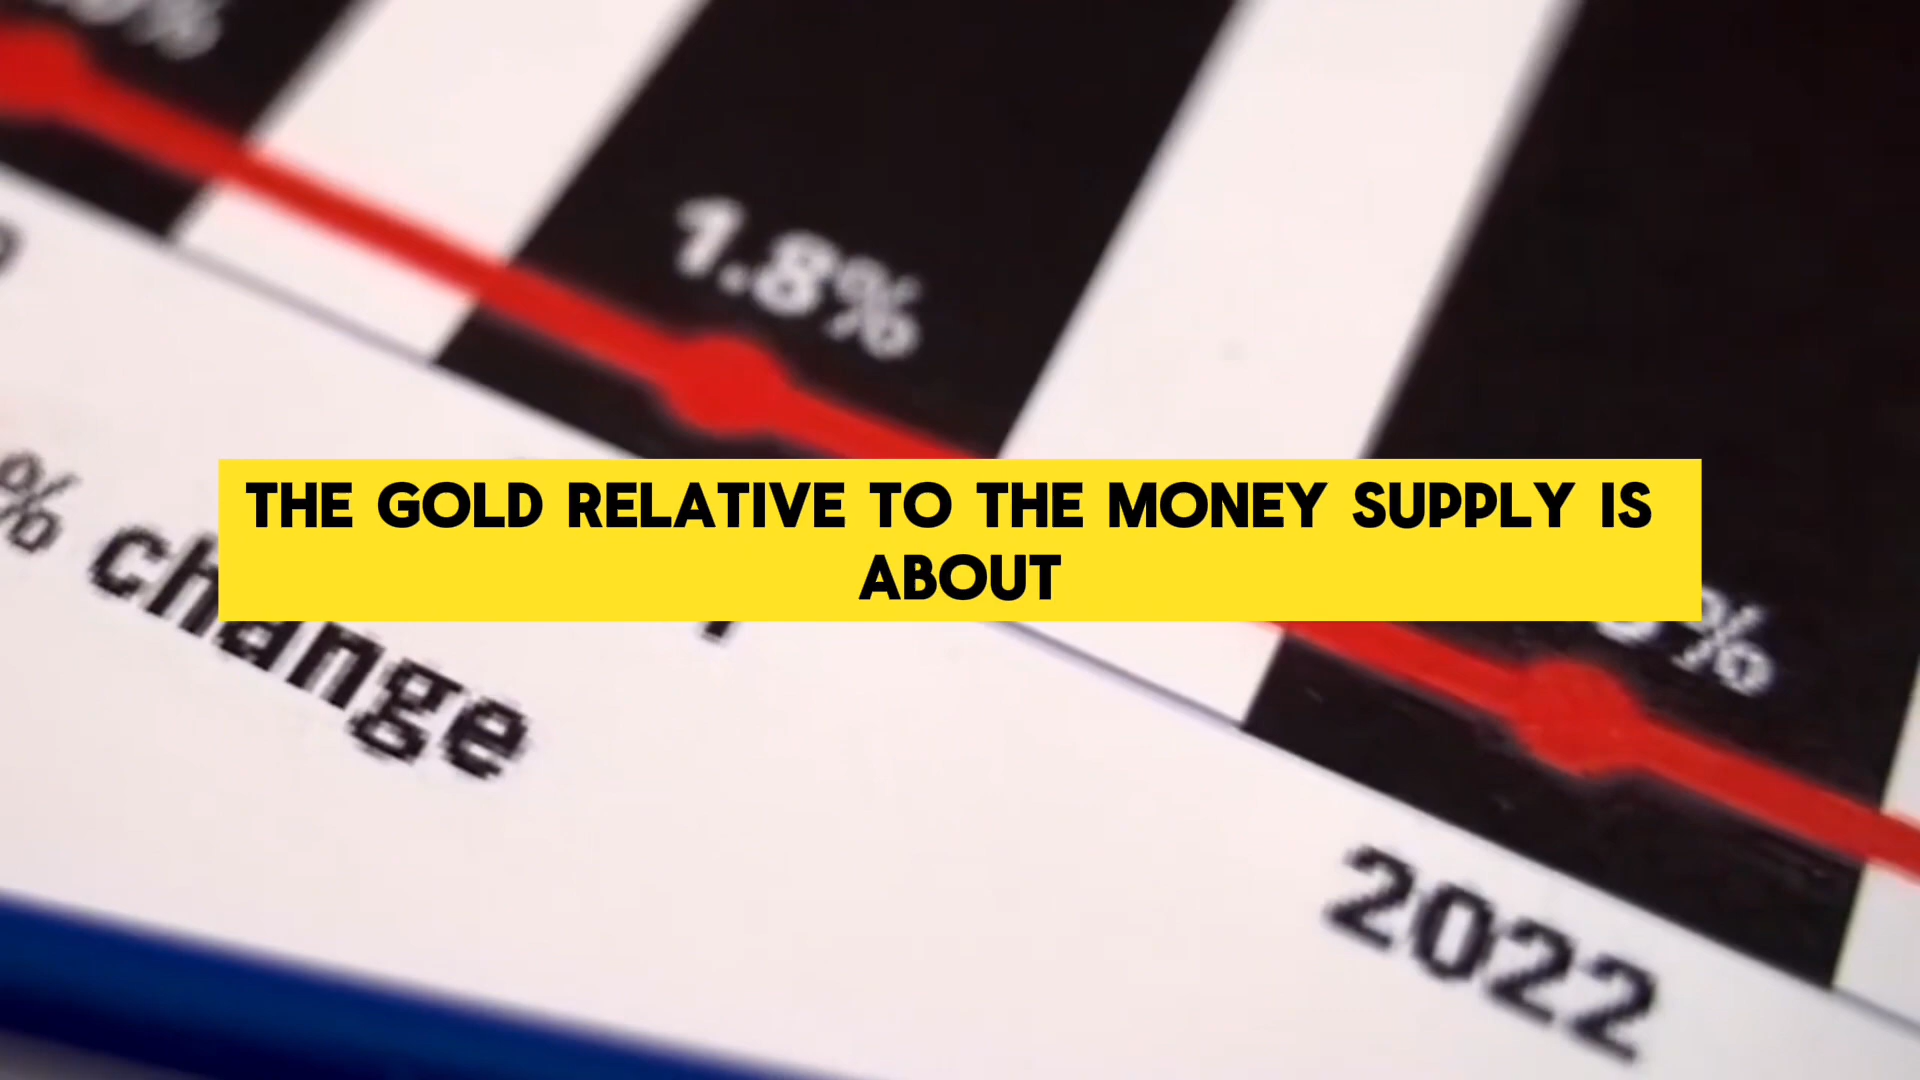 1.8%
THE GOLD RELATIVE TO THE MONEY SUPPLY IS
ABOUT
%
% change
2022